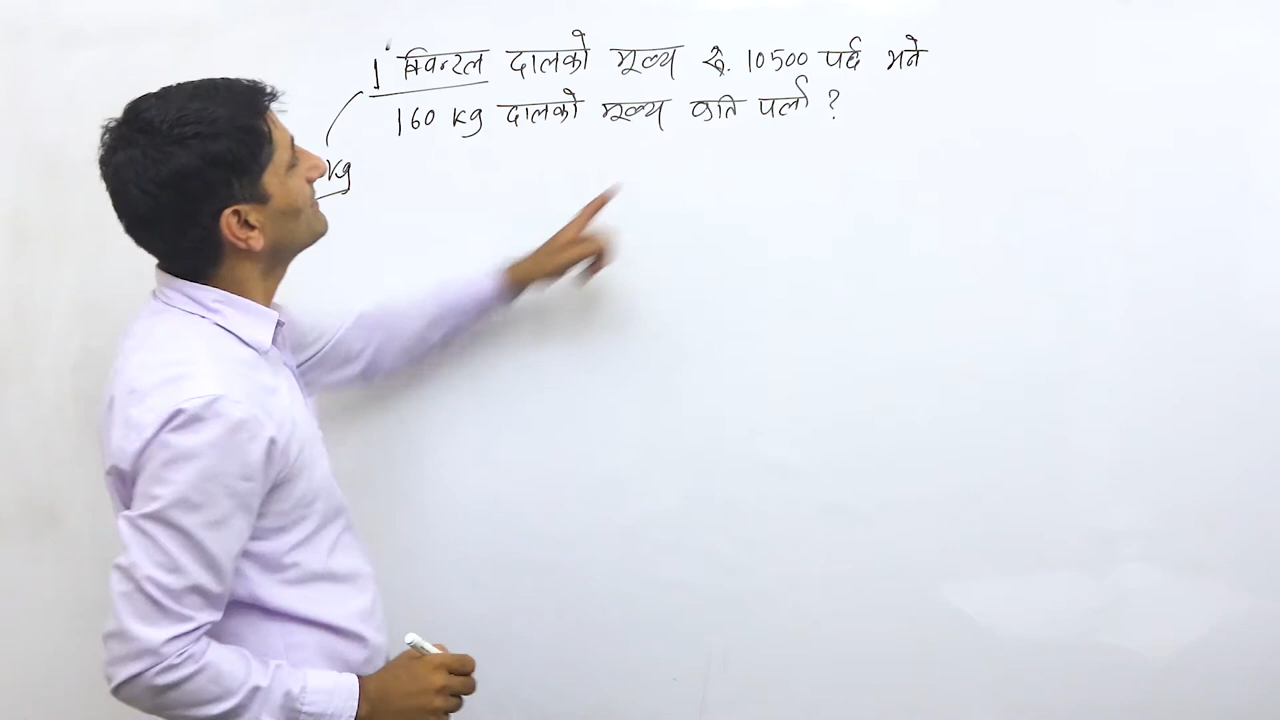 1 क्विन्टल दालको मूल्य रु. 10500 पर्छ भने
160 kg दालको मूल्य कति पर्ला ?
kg